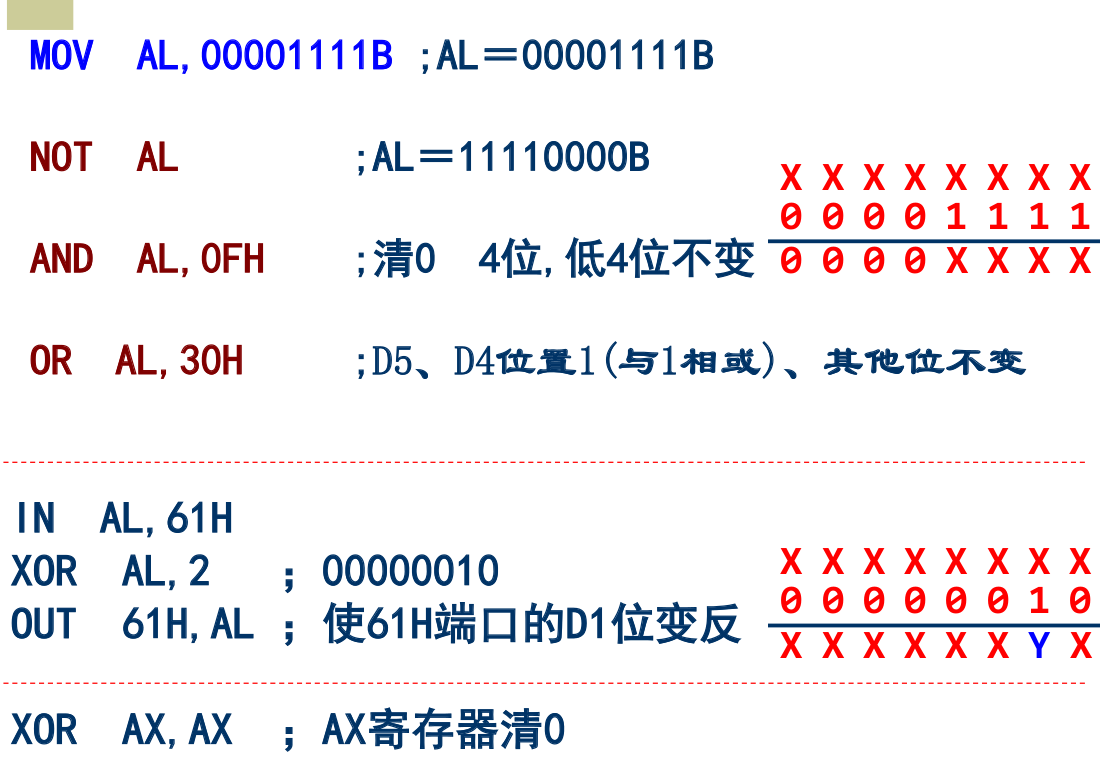 MOV AL,00001111B ;AL＝00001111B
NOT AL ;AL＝11110000B
X X X X X X X X
0 0 0 0 1 1 1 1
AND AL,0FH ;清0 4位,低4位不变
0 0 0 0 X X X X
OR AL,30H ;D5、D4位置1(与1相或)、其他位不变
IN AL,61H
XOR AL,2 ；00000010
OUT 61H,AL ；使61H端口的D1位变反
X X X X X X X X
0 0 0 0 0 0 1 0
X X X X X X Y X
XOR AX,AX ；AX寄存器清0